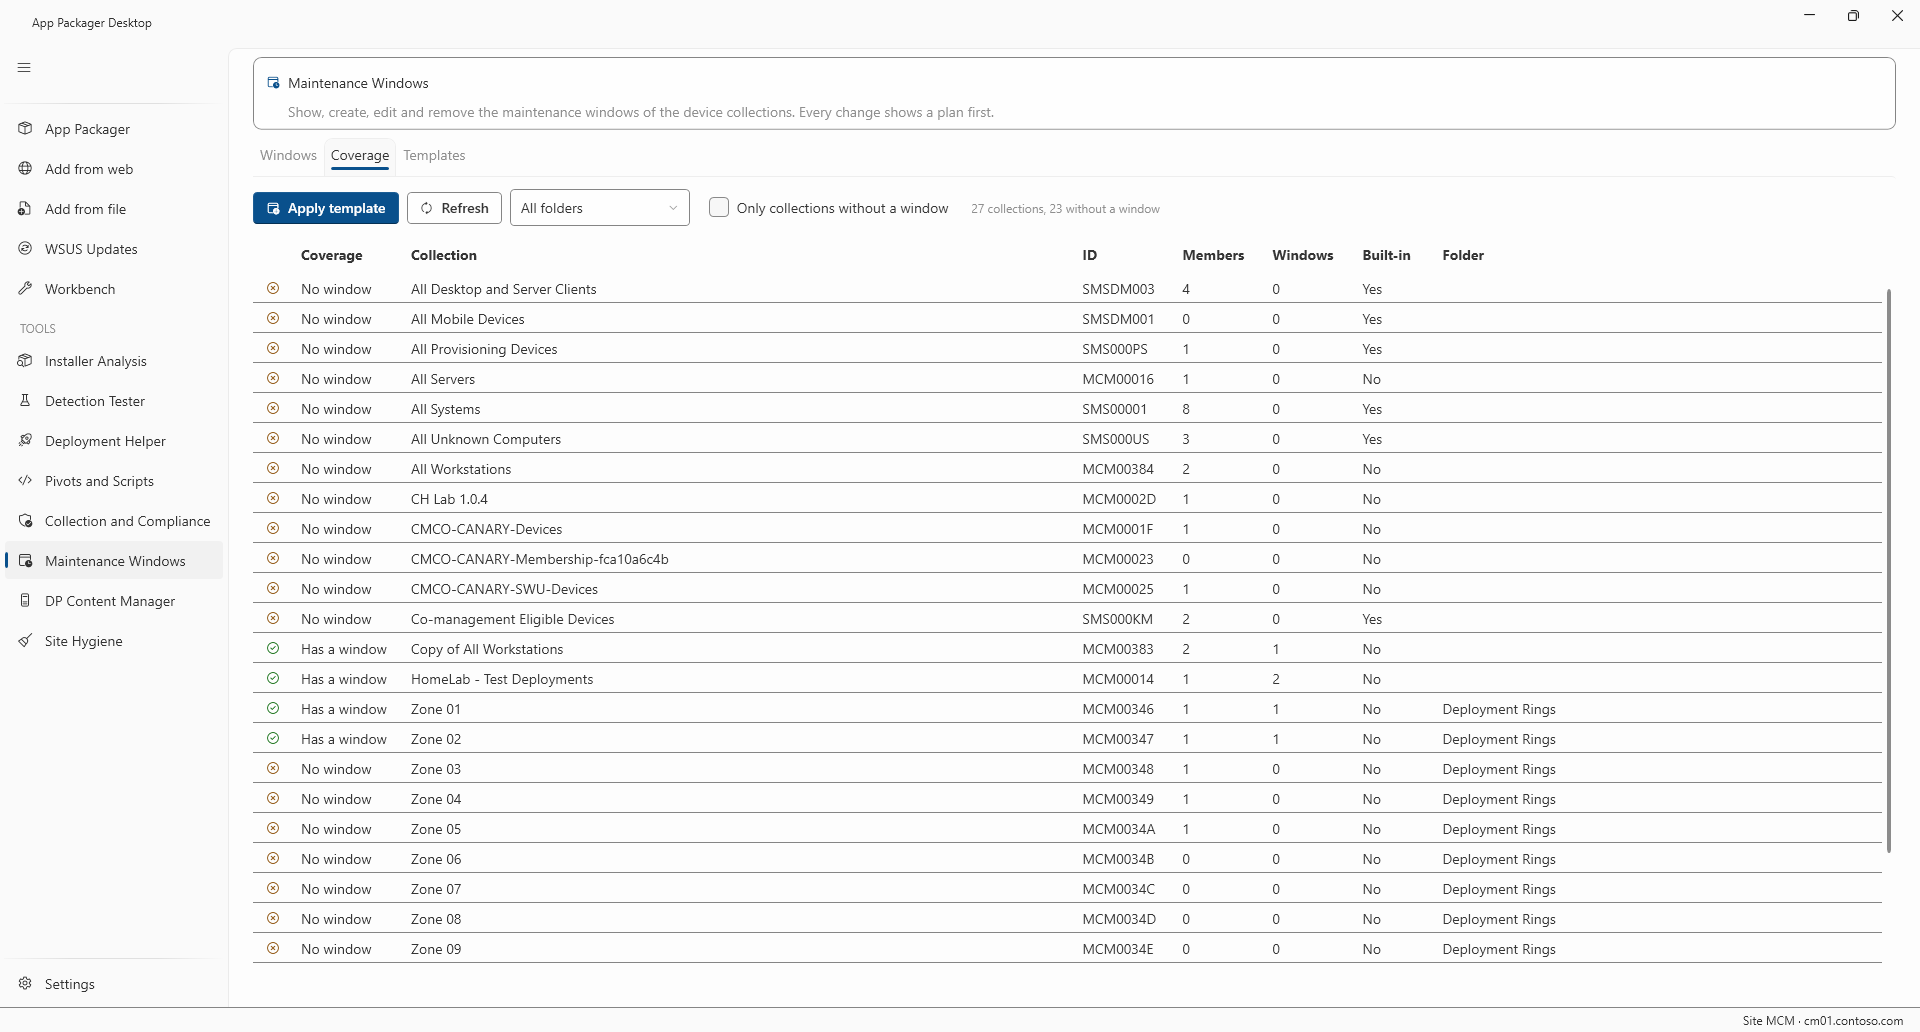 App Packager Desktop
Maintenance Windows
Show, create, edit and remove the maintenance windows of the device collections. Every change shows a plan first.
App Packager
Add from web
Add from file
WSUS Updates
Workbench
TOOLS
Installer Analysis
Detection Tester
Deployment Helper
Pivots and Scripts
Collection and Compliance
Maintenance Windows
DP Content Manager
Site Hygiene
Settings
Windows Coverage Templates
Apply template Refresh All folders Only collections without a window 27 collections, 23 without a window
Coverage Collection ID Members Windows Built-in Folder
No window All Desktop and Server Clients SMSDM003 4 0 Yes
No window All Mobile Devices SMSDM001 0 0 Yes
No window All Provisioning Devices SMS000PS 1 0 Yes
No window All Servers MCM00016 1 0 No
No window All Systems SMS00001 8 0 Yes
No window All Unknown Computers SMS000US 3 0 Yes
No window All Workstations MCM00384 2 0 No
No window CH Lab 1.0.4 MCM0002D 1 0 No
No window CMCO-CANARY-Devices MCM0001F 1 0 No
No window CMCO-CANARY-Membership-fca10a6c4b MCM00023 0 0 No
No window CMCO-CANARY-SWU-Devices MCM00025 1 0 No
No window Co-management Eligible Devices SMS000KM 2 0 Yes
Has a window Copy of All Workstations MCM00383 2 1 No
Has a window HomeLab - Test Deployments MCM00014 1 2 No
Has a window Zone 01 MCM00346 1 1 No Deployment Rings
Has a window Zone 02 MCM00347 1 1 No Deployment Rings
No window Zone 03 MCM00348 1 0 No Deployment Rings
No window Zone 04 MCM00349 1 0 No Deployment Rings
No window Zone 05 MCM0034A 1 0 No Deployment Rings
No window Zone 06 MCM0034B 0 0 No Deployment Rings
No window Zone 07 MCM0034C 0 0 No Deployment Rings
No window Zone 08 MCM0034D 0 0 No Deployment Rings
No window Zone 09 MCM0034E 0 0 No Deployment Rings
Site MCM · cm01.contoso.com